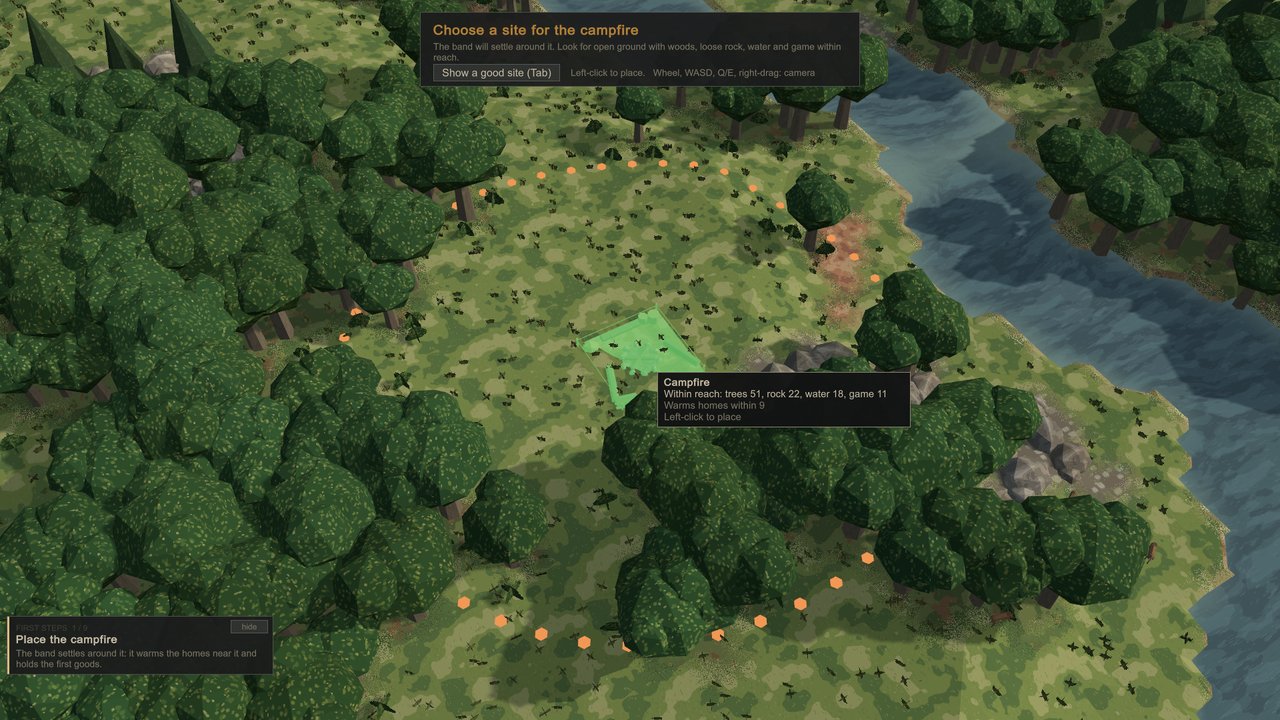 Choose a site for the campfire
The band will settle around it. Look for open ground with woods, loose rock, water and game within
reach.
Show a good site (Tab) Left-click to place. Wheel, WASD, Q/E, right-drag: camera
Campfire
Within reach: trees 51, rock 22, water 18, game 11
Warms homes within 9
Left-click to place
FIRST STEPS 1 / 9 hide
Place the campfire
The band settles around it: it warms the homes near it and
holds the first goods.